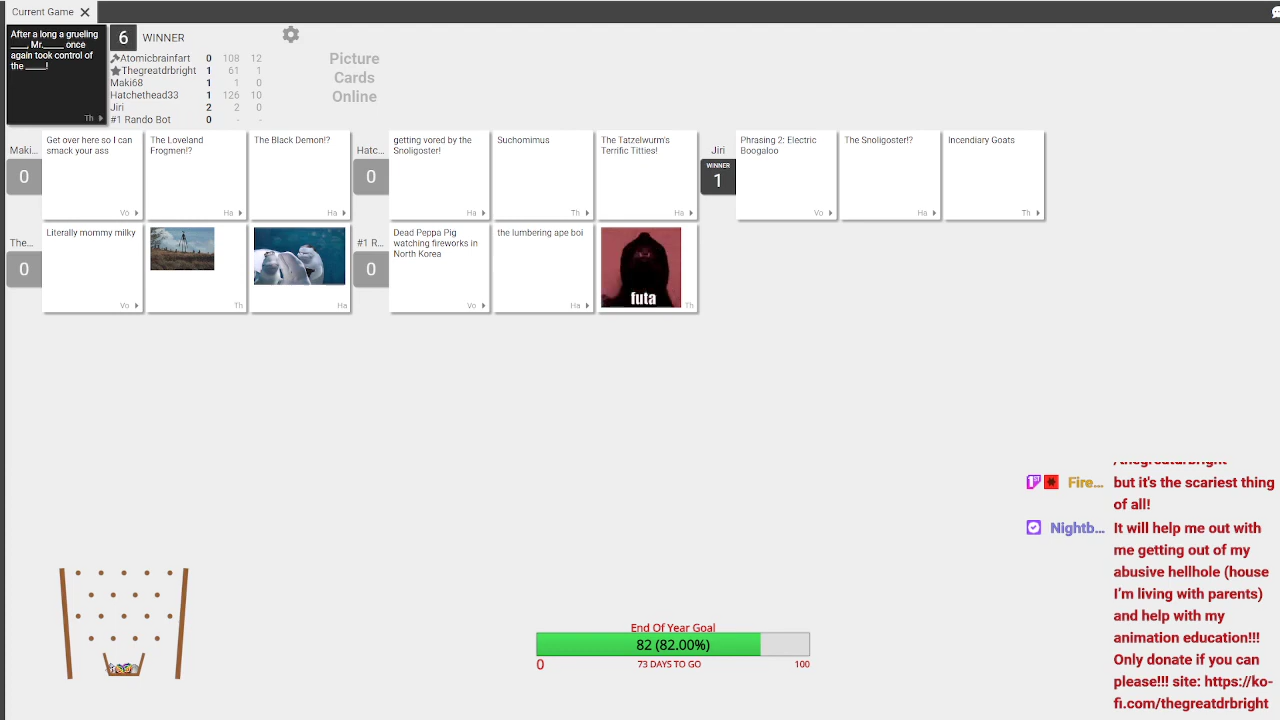 Current Game
After a long a grueling
____, Mr.____ once
again took control of
the ____!
Th
6 WINNER
Atomicbrainfart 0 108 12
Thegreatdrbright 1 61 1
Maki68 1 1 0
Hatchethead33 1 126 10
Jiri 2 2 0
#1 Rando Bot 0 - -
Picture
Cards
Online
Maki...
0
Get over here so I can
smack your ass
Vo
The Loveland
Frogmen!?
Ha
The Black Demon!?
Ha
Hatc...
0
getting vored by the
Snoligoster!
Ha
Suchomimus
Th
The Tatzelwurm's
Terrific Titties!
Ha
Jiri
WINNER
1
Phrasing 2: Electric
Boogaloo
Vo
The Snoligoster!?
Ha
Incendiary Goats
Th
The...
0
Literally mommy milky
Vo
Th
Ha
#1 R...
0
Dead Peppa Pig
watching fireworks in
North Korea
Vo
the lumbering ape boi
Ha
futa
Th
Fire... but it's the scariest thing
of all!
Nightb... It will help me out with
me getting out of my
abusive hellhole (house
I'm living with parents)
and help with my
animation education!!!
Only donate if you can
please!!! site: https://ko-
fi.com/thegreatdrbright
End Of Year Goal
82 (82.00%)
0 73 DAYS TO GO 100